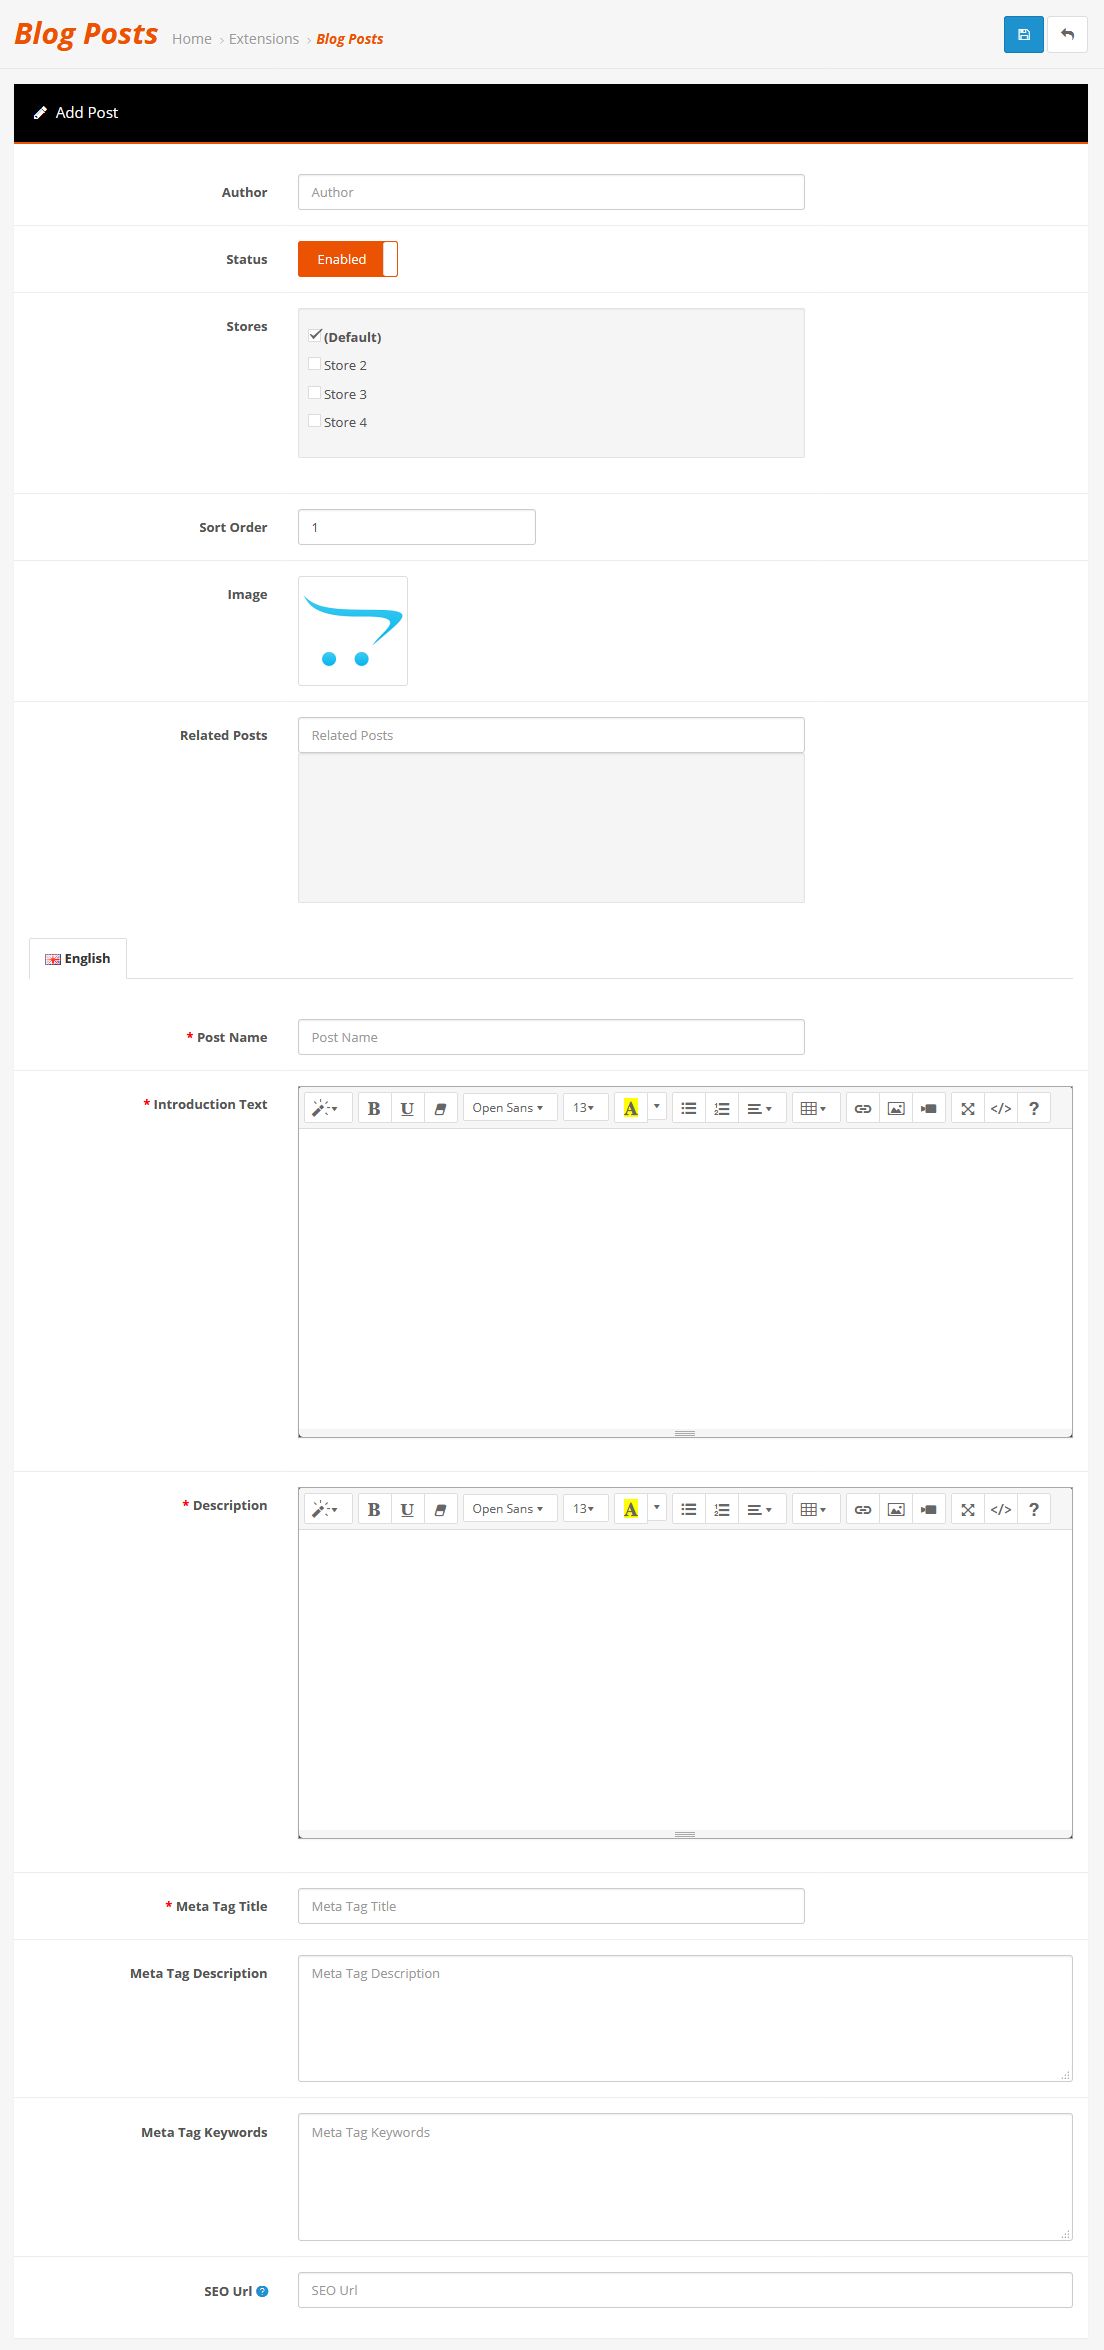 Blog Posts Home › Extensions › Blog Posts
Add Post
Author Author
Status Enabled
Stores (Default)
Store 2
Store 3
Store 4
Sort Order 1
Image
Related Posts Related Posts
English
* Post Name Post Name
* Introduction Text B U Open Sans 13 A </> ?
* Description B U Open Sans 13 A </> ?
* Meta Tag Title Meta Tag Title
Meta Tag Description Meta Tag Description
Meta Tag Keywords Meta Tag Keywords
SEO Url ? SEO Url